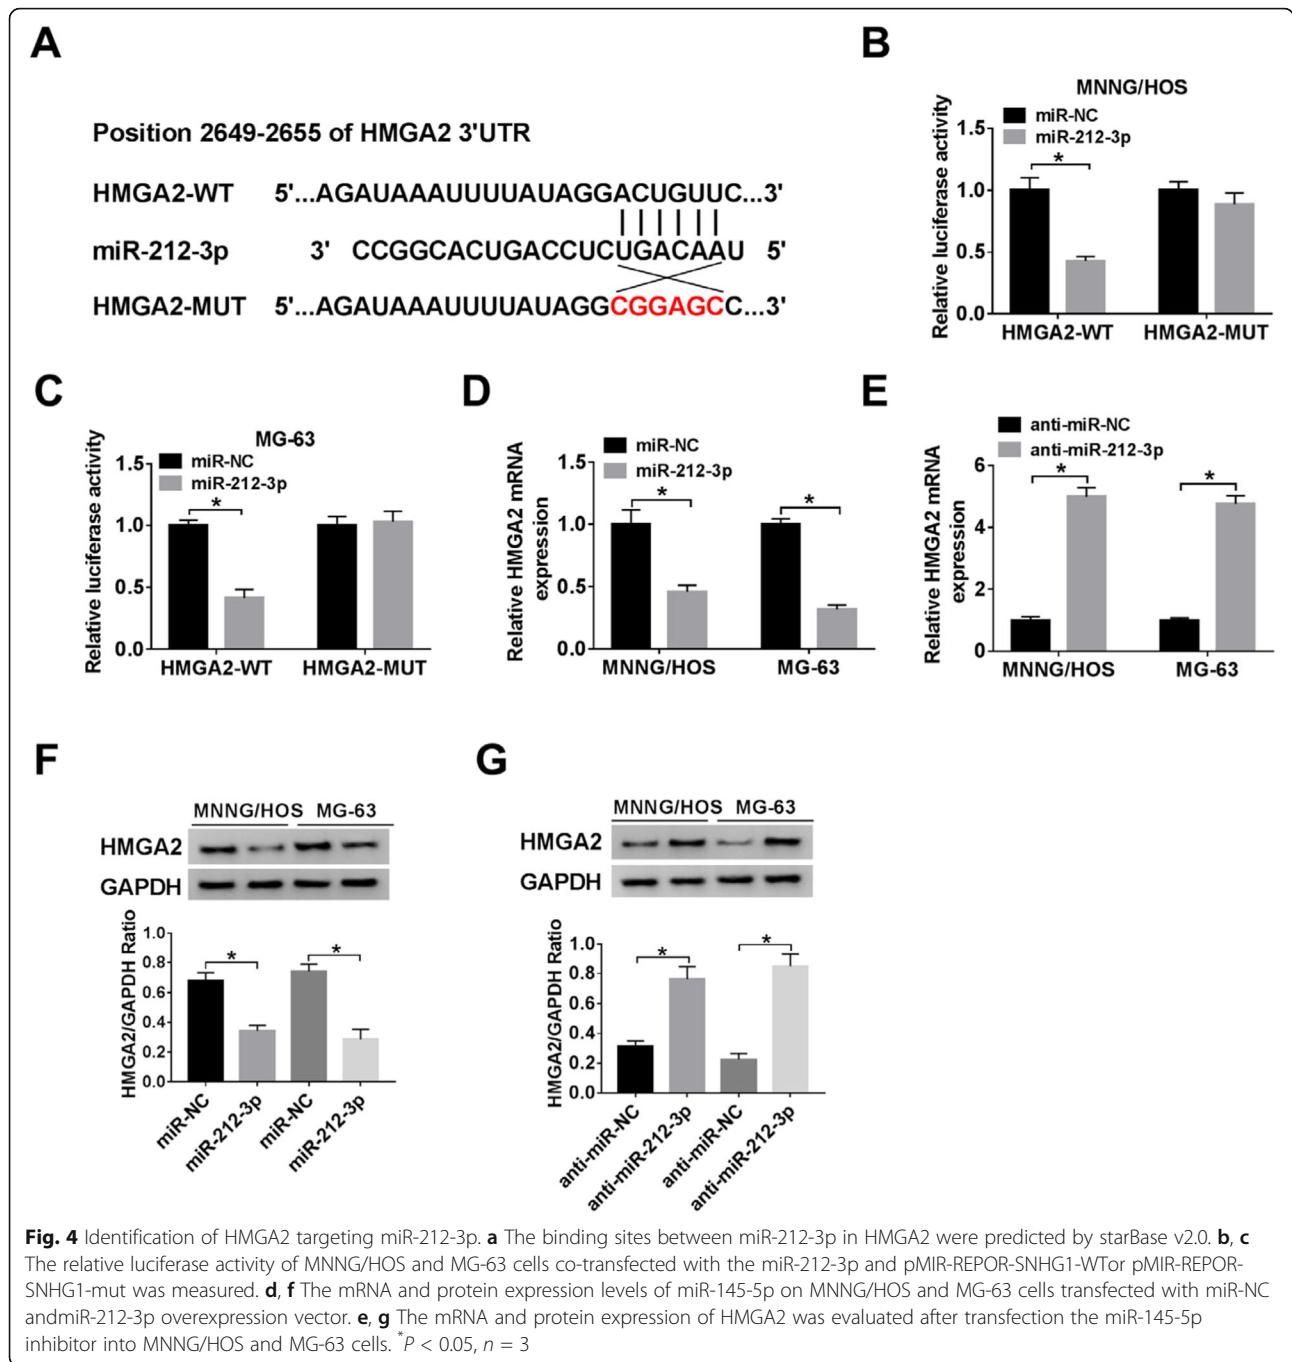 A
Position 2649-2655 of HMGA2 3'UTR
HMGA2-WT 5'...AGAUAAAUUUUAUAGGACUGUUC...3'
miR-212-3p 3' CCGGCACUGACCUCUGACAAU 5'
HMGA2-MUT 5'...AGAUAAAUUUUAUAGGCGGAGCC...3'
B
MNNG/HOS
miR-NC
miR-212-3p
Relative luciferase activity
1.5
1.0
0.5
0.0
*
HMGA2-WT HMGA2-MUT
C
MG-63
miR-NC
miR-212-3p
Relative luciferase activity
1.5
1.0
0.5
0.0
*
HMGA2-WT HMGA2-MUT
D
miR-NC
miR-212-3p
Relative HMGA2 mRNA
expression
1.5
1.0
0.5
0.0
* *
MNNG/HOS MG-63
E
anti-miR-NC
anti-miR-212-3p
Relative HMGA2 mRNA
expression
6
4
2
0
* *
MNNG/HOS MG-63
F
MNNG/HOS MG-63
HMGA2
GAPDH
HMGA2/GAPDH Ratio
1.0
0.8
0.6
0.4
0.2
0.0
* *
miR-NC miR-212-3p miR-NC miR-212-3p
G
MNNG/HOS MG-63
HMGA2
GAPDH
HMGA2/GAPDH Ratio
1.0
0.8
0.6
0.4
0.2
0.0
* *
anti-miR-NC anti-miR-212-3p anti-miR-NC anti-miR-212-3p
Fig. 4 Identification of HMGA2 targeting miR-212-3p. a The binding sites between miR-212-3p in HMGA2 were predicted by starBase v2.0. b, c
The relative luciferase activity of MNNG/HOS and MG-63 cells co-transfected with the miR-212-3p and pMIR-REPOR-SNHG1-WTor pMIR-REPOR-
SNHG1-mut was measured. d, f The mRNA and protein expression levels of miR-145-5p on MNNG/HOS and MG-63 cells transfected with miR-NC
andmiR-212-3p overexpression vector. e, g The mRNA and protein expression of HMGA2 was evaluated after transfection the miR-145-5p
inhibitor into MNNG/HOS and MG-63 cells. *P < 0.05, n = 3